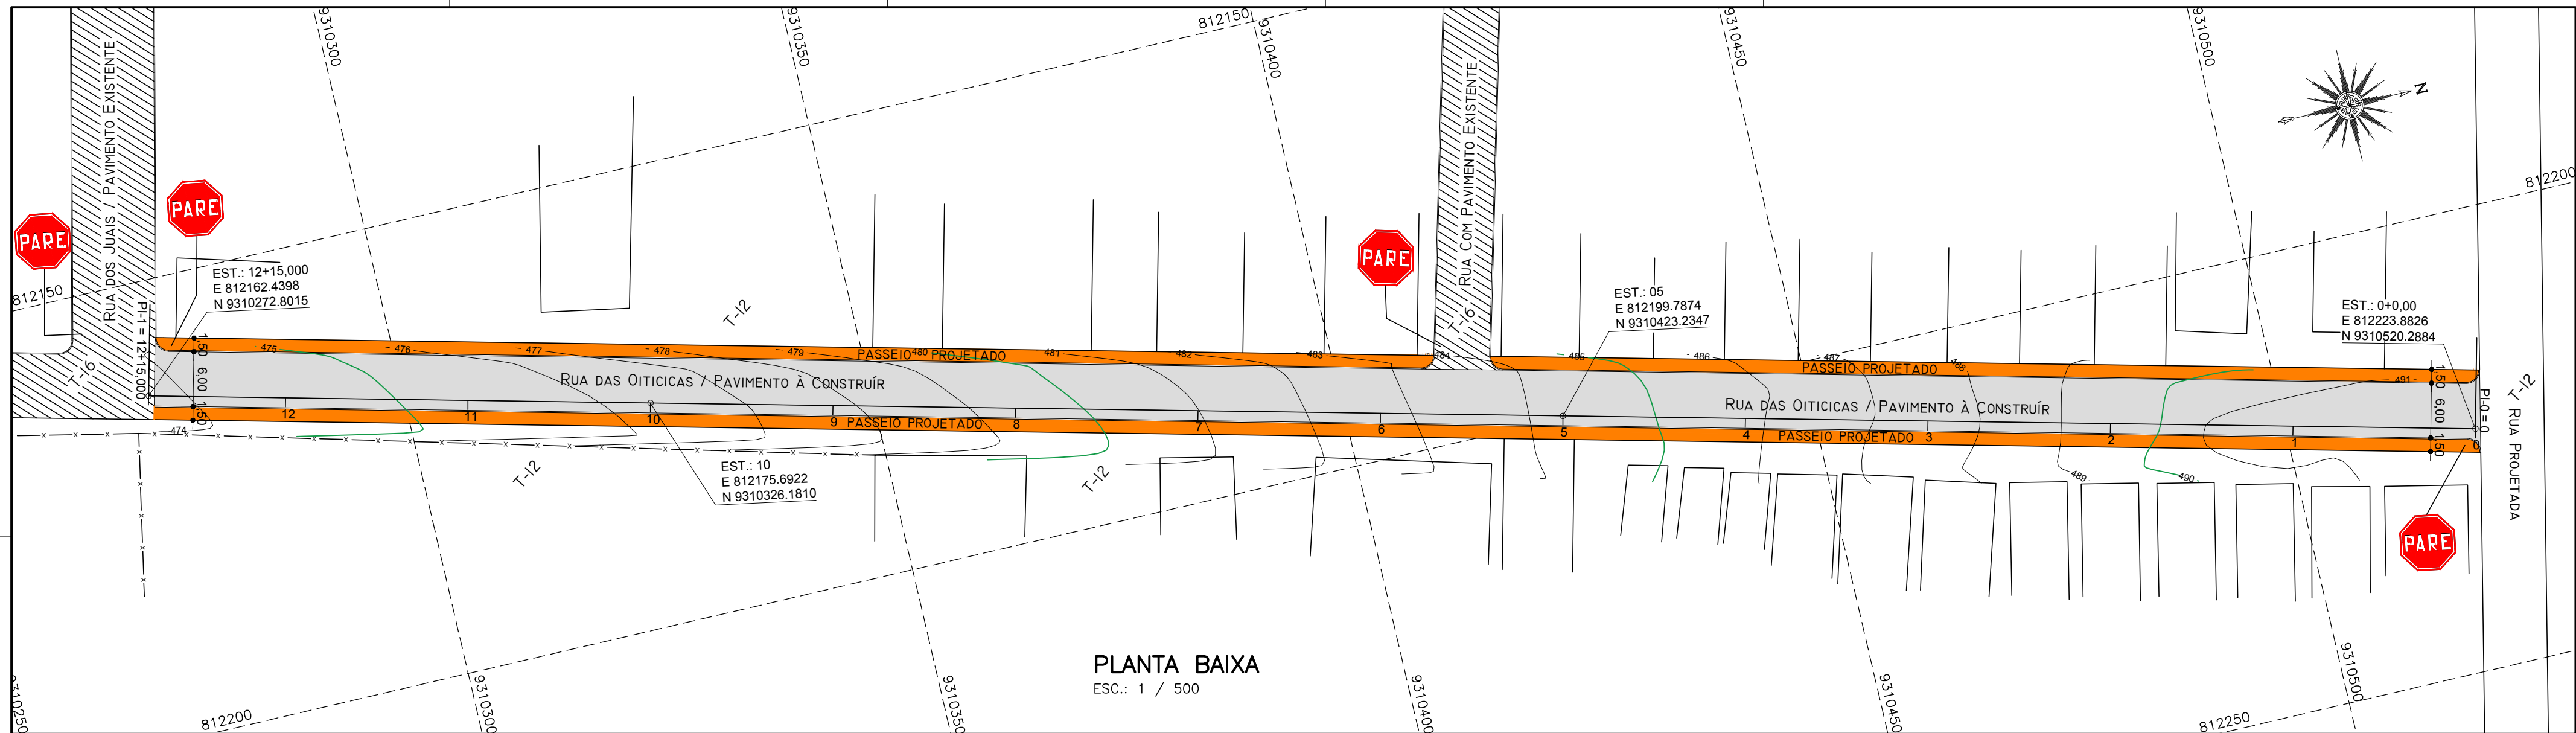 9310300
9310350
812150
9310400
9310450
9310500
N
812200
RUA DOS JUAIS / PAVIMENTO EXISTENTE
RUA COM PAVIMENTO EXISTENTE
PARE
PARE
PARE
812150
EST.: 12+15,000
E 812162.4398
N 9310272.8015
EST.: 05
E 812199.7874
N 9310423.2347
EST.: 0+0,00
E 812223.8826
N 9310520.2884
T-12
T-16
T-16
PI-1 = 12+15,000
1,50
6,00
1,50
475
476
477
478
479
PASSEIO PROJETADO
480
481
482
483
484
485
486
487
488
PASSEIO PROJETADO
491
1,50
6,00
1,50
PI-0 = 0
T-12
RUA PROJETADA
RUA DAS OITICICAS / PAVIMENTO À CONSTRUÍR
RUA DAS OITICICAS / PAVIMENTO À CONSTRUÍR
12
11
10
9
PASSEIO PROJETADO
8
7
6
5
4
PASSEIO PROJETADO
3
2
1
0
474
489
490
T-12
T-12
EST.: 10
E 812175.6922
N 9310326.1810
PARE
PLANTA BAIXA
ESC.: 1 / 500
9310250
812200
9310300
9310350
9310400
9310450
812250
9310500